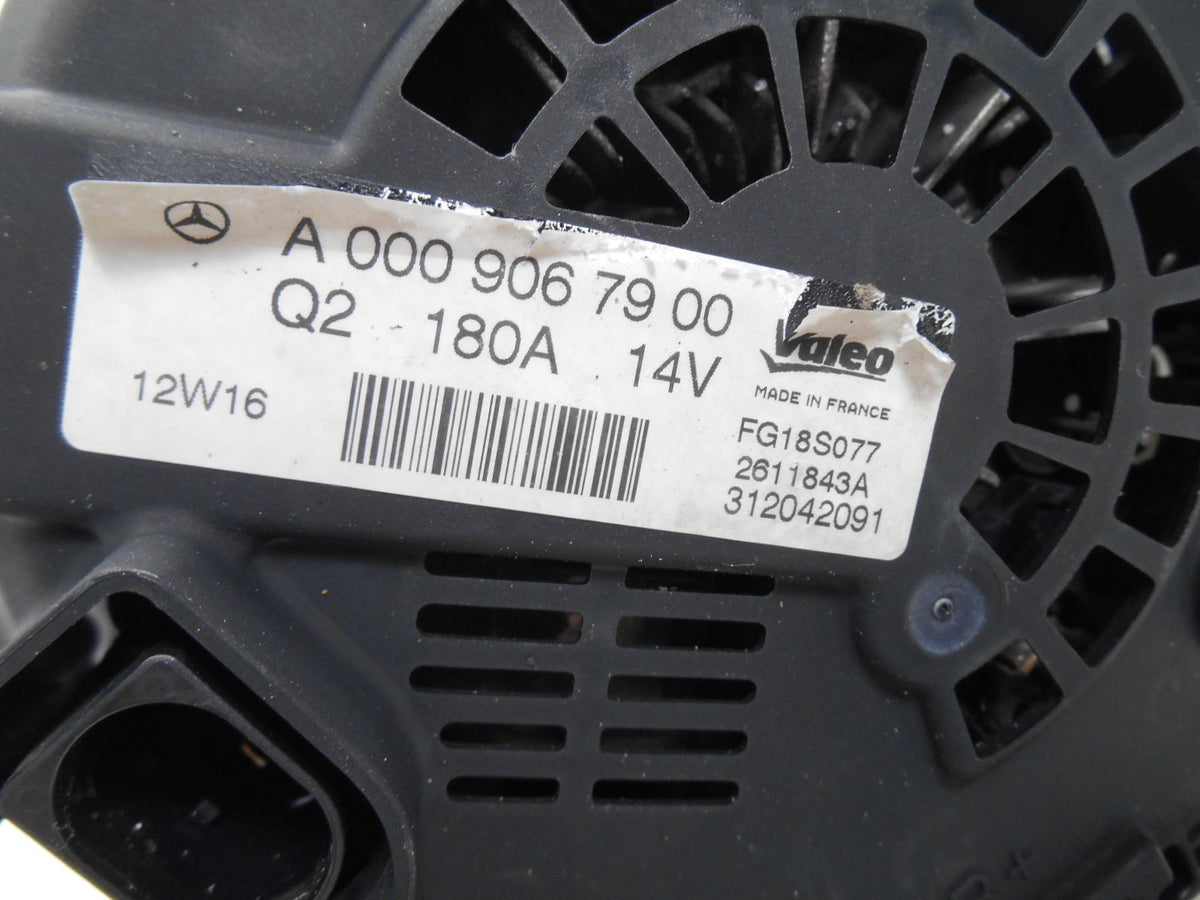 A 000 906 79 00
Q2 180A 14V
Valeo
MADE IN FRANCE
12W16
FG18S077
2611843A
312042091